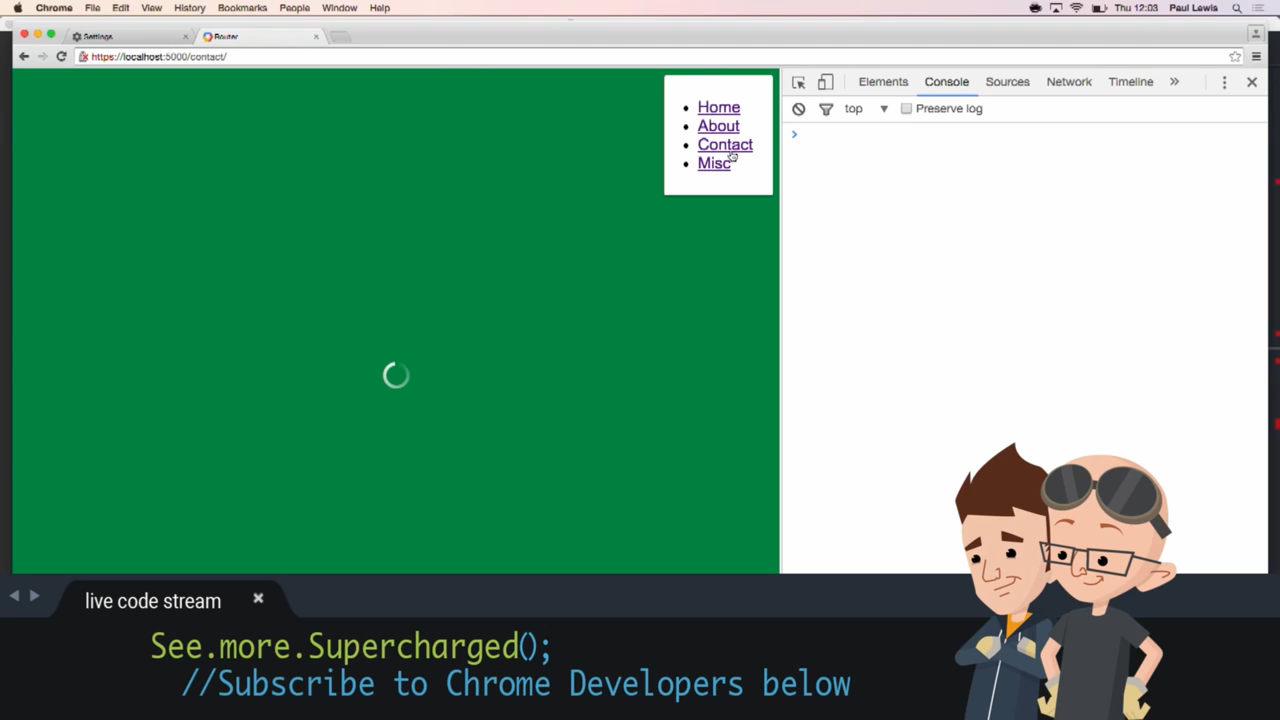 Chrome File Edit View History Bookmarks People Window Help Thu 12:03 Paul Lewis
Settings Router
https://localhost:5000/contact/
Home
About
Contact
Misc
Elements Console Sources Network Timeline »
top Preserve log
live code stream
See.more.Supercharged();
//Subscribe to Chrome Developers below